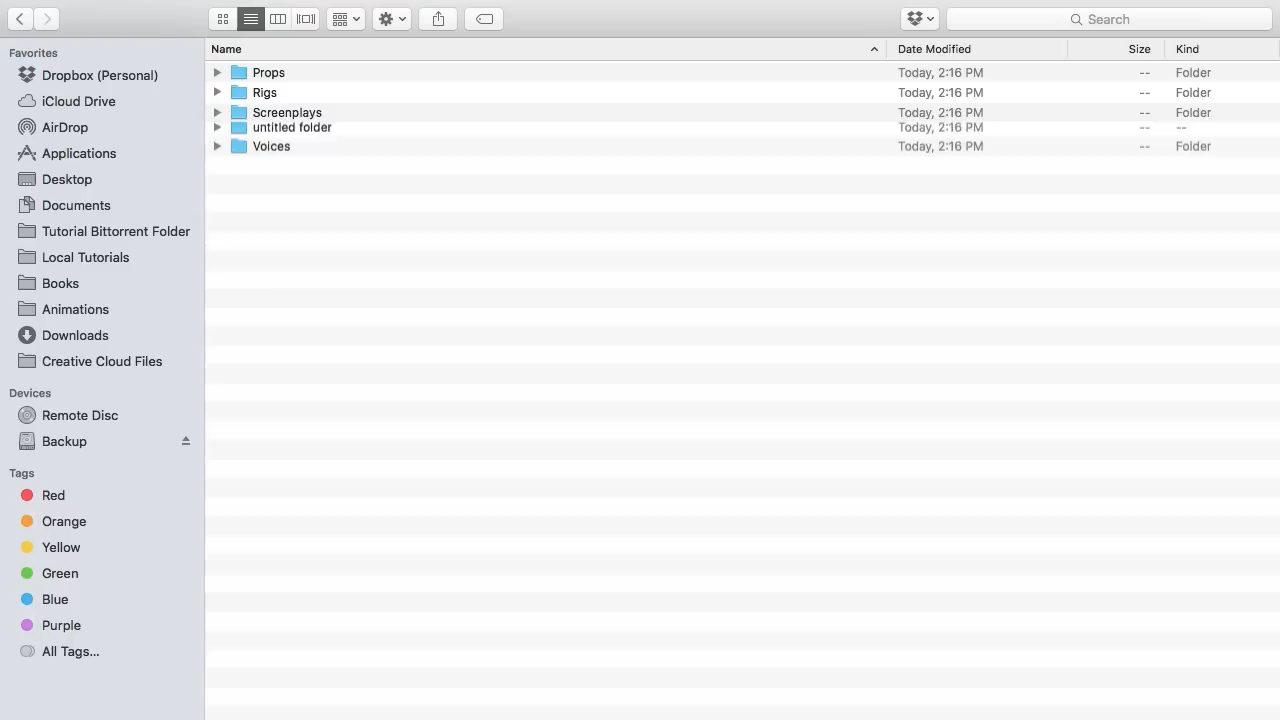 Search
Favorites
Dropbox (Personal)
iCloud Drive
AirDrop
Applications
Desktop
Documents
Tutorial Bittorrent Folder
Local Tutorials
Books
Animations
Downloads
Creative Cloud Files
Devices
Remote Disc
Backup
Tags
Red
Orange
Yellow
Green
Blue
Purple
All Tags...
Name Date Modified Size Kind
Props Today, 2:16 PM -- Folder
Rigs Today, 2:16 PM -- Folder
Screenplays Today, 2:16 PM -- Folder
untitled folder Today, 2:16 PM -- --
Voices Today, 2:16 PM -- Folder